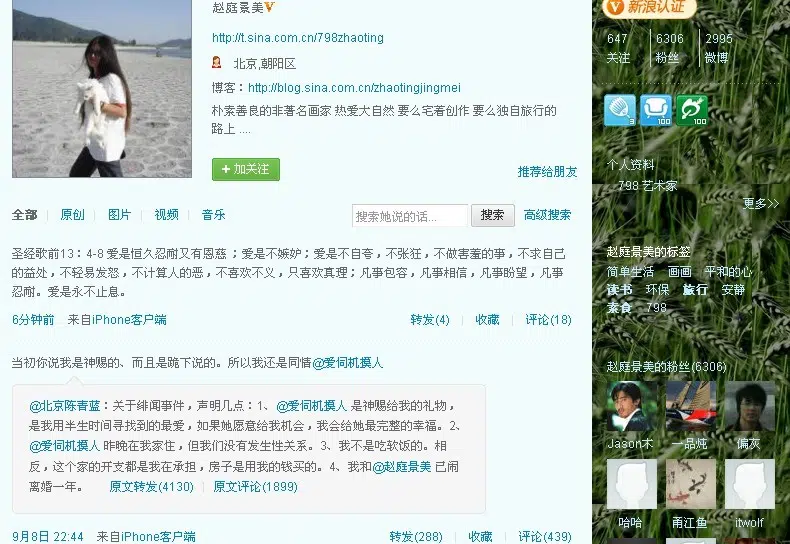 赵庭景美V
http://t.sina.com.cn/798zhaoting
北京,朝阳区
博客：http://blog.sina.com.cn/zhaotingjingmei
朴素善良的非著名画家 热爱大自然 要么宅着创作 要么独自旅行的
路上 ....
+ 加关注
推荐给朋友
全部 | 原创 | 图片 | 视频 | 音乐
搜索她说的话...
搜索
高级搜索
圣经歌前13：4-8 爱是恒久忍耐又有恩慈 ；爱是不嫉妒；爱是不自夸，不张狂，不做害羞的事，不求自己
的益处，不轻易发怒，不计算人的恶，不喜欢不义，只喜欢真理；凡事包容，凡事相信，凡事盼望，凡事
忍耐。爱是永不止息。
6分钟前 来自iPhone客户端
转发(4) | 收藏 | 评论(18)
当初你说我是神赐的、而且是跪下说的。所以我还是同情@爱伺机摸人
@北京陈青蓝：关于绯闻事件，声明几点：1、@爱伺机摸人 是神赐给我的礼物，
是我用半生时间寻找到的最爱，如果她愿意给我机会，我会给她最完整的幸福。2、
@爱伺机摸人 昨晚在我家住，但我们没有发生性关系。3、我不是吃软饭的。相
反，这个家的开支都是我在承担，房子是用我的钱买的。4、我和@赵庭景美 已闹
离婚一年。 原文转发(4130) | 原文评论(1899)
9月8日 22:44 来自iPhone客户端
转发(288) | 收藏 | 评论(439)
V 新浪认证
647 6306 2995
关注 粉丝 微博
3 100 100
个人资料
798 艺术家
更多>>
赵庭景美的标签
简单生活 画画 平和的心
读书 环保 旅行 安静
素食 798
赵庭景美的粉丝(6306)
Jason术 一品炖 偏灰
哈哈 甬江鱼 itwolf